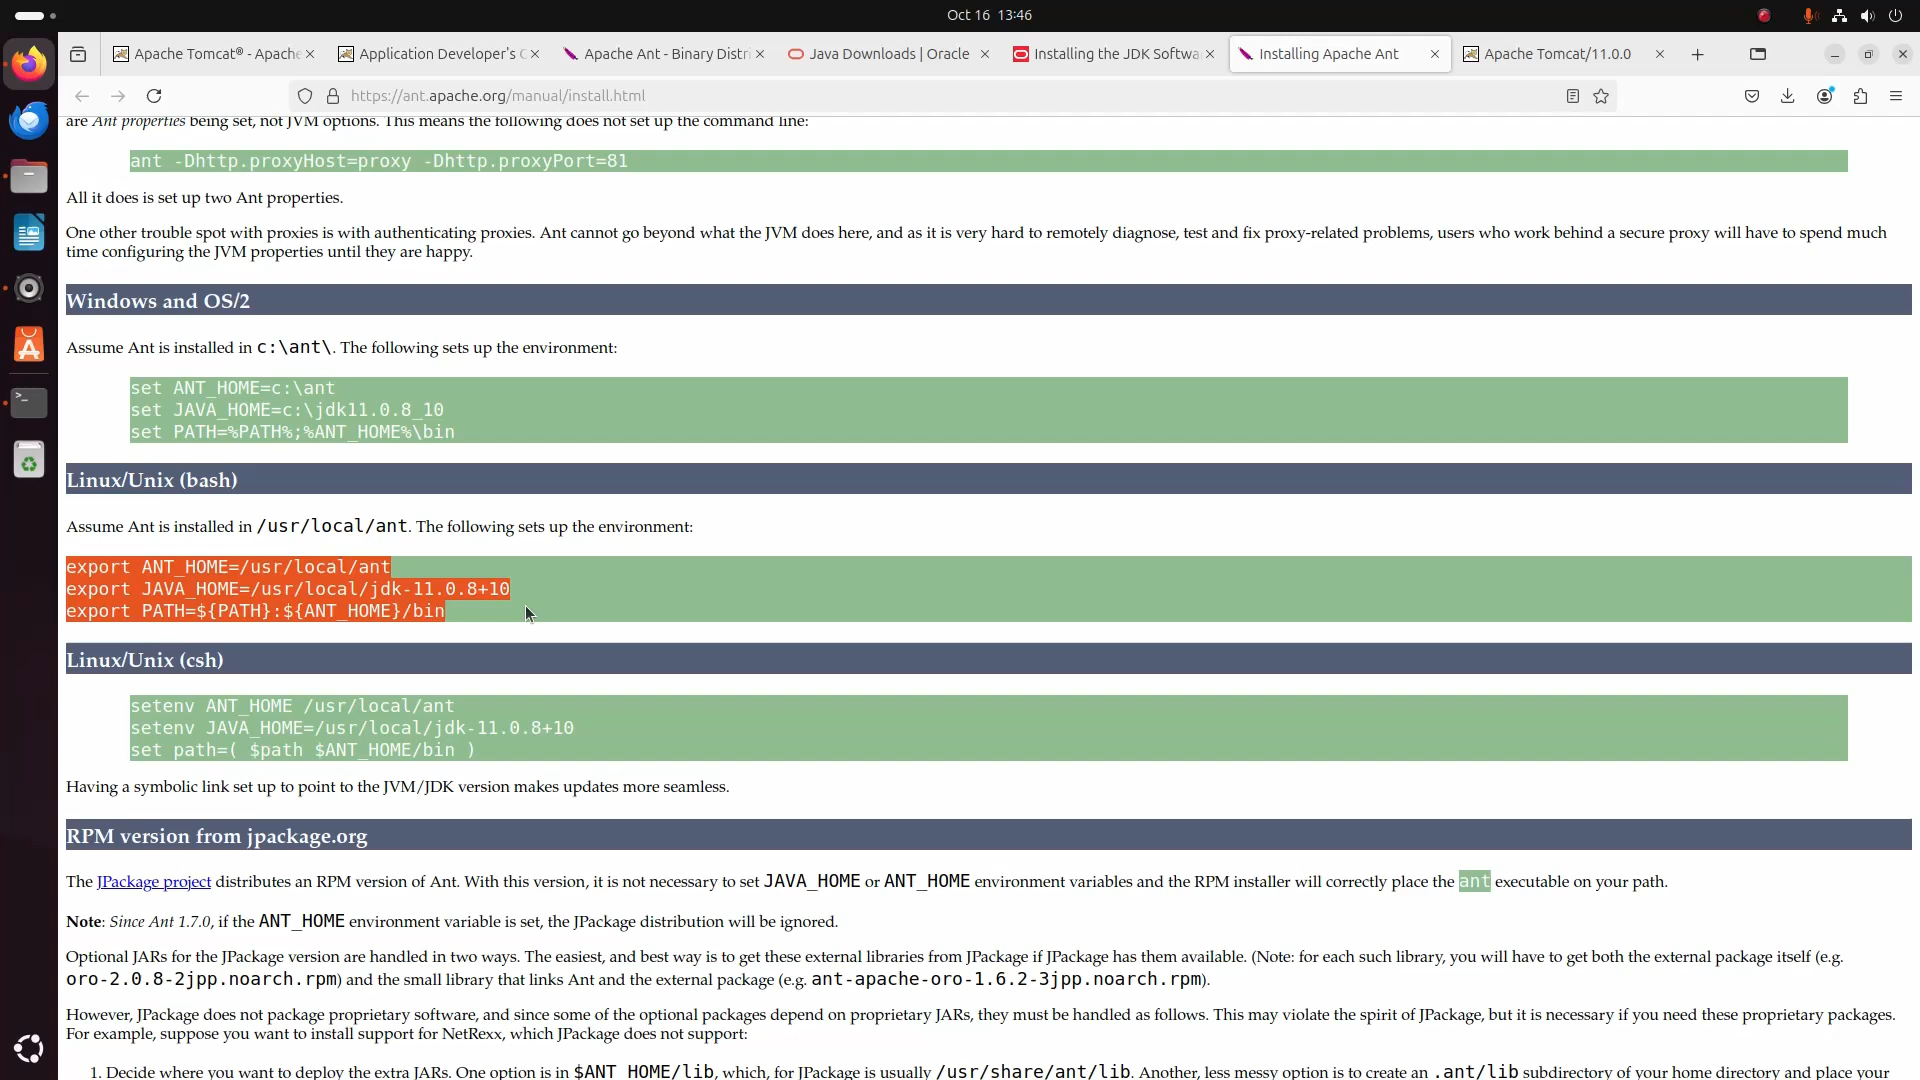 Oct 16 13:46
Apache Tomcat® - Apache
Application Developer's
Apache Ant - Binary Distri
Java Downloads | Oracle
Installing the JDK Softwa
Installing Apache Ant
Apache Tomcat/11.0.0
https://ant.apache.org/manual/install.html
are Ant properties being set, not JVM options. This means the following does not set up the command line:
ant -Dhttp.proxyHost=proxy -Dhttp.proxyPort=81
All it does is set up two Ant properties.
One other trouble spot with proxies is with authenticating proxies. Ant cannot go beyond what the JVM does here, and as it is very hard to remotely diagnose, test and fix proxy-related problems, users who work behind a secure proxy will have to spend much
time configuring the JVM properties until they are happy.
Windows and OS/2
Assume Ant is installed in c:\ant\. The following sets up the environment:
set ANT_HOME=c:\ant
set JAVA_HOME=c:\jdk11.0.8_10
set PATH=%PATH%;%ANT_HOME%\bin
Linux/Unix (bash)
Assume Ant is installed in /usr/local/ant. The following sets up the environment:
export ANT_HOME=/usr/local/ant
export JAVA_HOME=/usr/local/jdk-11.0.8+10
export PATH=${PATH}:${ANT_HOME}/bin
Linux/Unix (csh)
setenv ANT_HOME /usr/local/ant
setenv JAVA_HOME=/usr/local/jdk-11.0.8+10
set path=( $path $ANT_HOME/bin )
Having a symbolic link set up to point to the JVM/JDK version makes updates more seamless.
RPM version from jpackage.org
The JPackage project distributes an RPM version of Ant. With this version, it is not necessary to set JAVA_HOME or ANT_HOME environment variables and the RPM installer will correctly place the ant executable on your path.
Note: Since Ant 1.7.0, if the ANT_HOME environment variable is set, the JPackage distribution will be ignored.
Optional JARs for the JPackage version are handled in two ways. The easiest, and best way is to get these external libraries from JPackage if JPackage has them available. (Note: for each such library, you will have to get both the external package itself (e.g.
oro-2.0.8-2jpp.noarch.rpm) and the small library that links Ant and the external package (e.g. ant-apache-oro-1.6.2-3jpp.noarch.rpm).
However, JPackage does not package proprietary software, and since some of the optional packages depend on proprietary JARs, they must be handled as follows. This may violate the spirit of JPackage, but it is necessary if you need these proprietary packages.
For example, suppose you want to install support for NetRexx, which JPackage does not support:
1. Decide where you want to deploy the extra JARs. One option is in $ANT_HOME/lib, which, for JPackage is usually /usr/share/ant/lib. Another, less messy option is to create an .ant/lib subdirectory of your home directory and place your